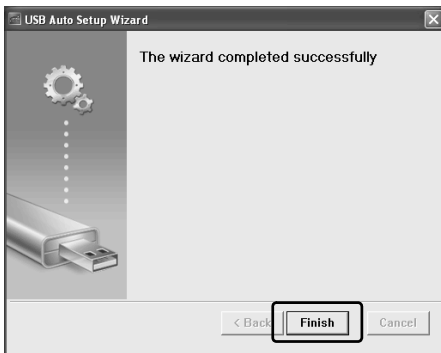 USB Auto Setup Wizard
The wizard completed successfully
< Back Finish Cancel